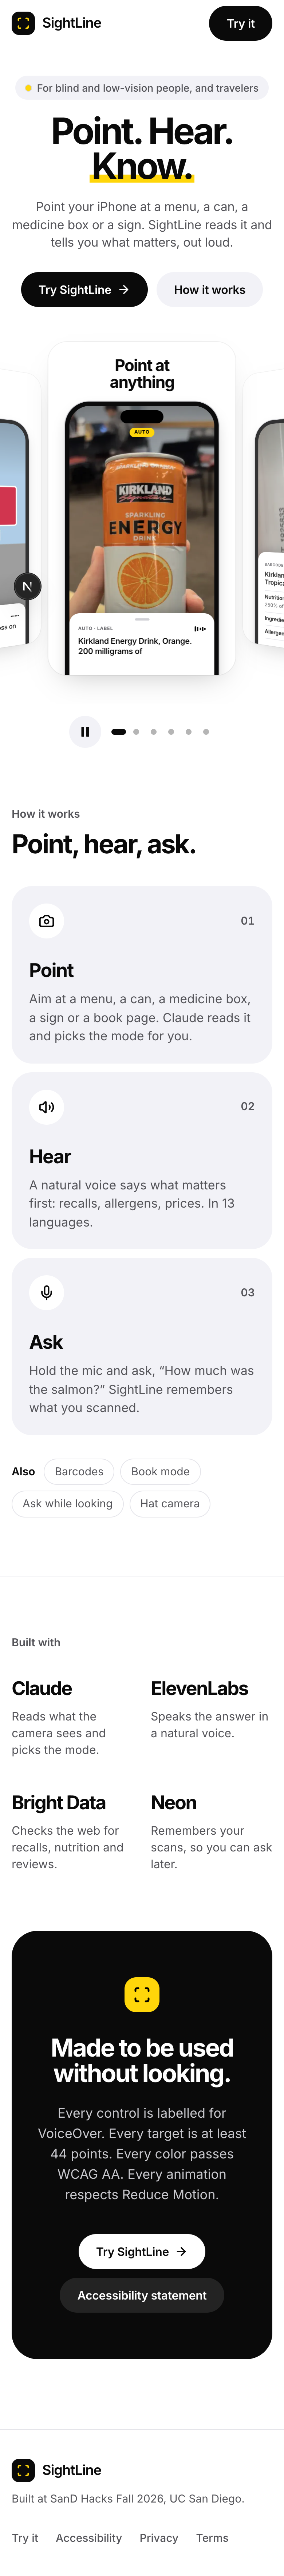 SightLine
Try it
For blind and low-vision people, and travelers
Point. Hear.
Know.
Point your iPhone at a menu, a can, a
medicine box or a sign. SightLine reads it and
tells you what matters, out loud.
Try SightLine →
How it works
Point at
anything
AUTO
KIRKLAND
Signature
SPARKLING
ENERGY
DRINK
AUTO · LABEL
Kirkland Energy Drink, Orange.
200 milligrams of
N
oss on
BARCODE
Kirklan
Tropica
Nutrition
250% of
Ingredie
Allergen
How it works
Point, hear, ask.
01
Point
Aim at a menu, a can, a medicine box,
a sign or a book page. Claude reads it
and picks the mode for you.
02
Hear
A natural voice says what matters
first: recalls, allergens, prices. In 13
languages.
03
Ask
Hold the mic and ask, “How much was
the salmon?” SightLine remembers
what you scanned.
Also
Barcodes
Book mode
Ask while looking
Hat camera
Built with
Claude
Reads what the
camera sees and
picks the mode.
ElevenLabs
Speaks the answer in
a natural voice.
Bright Data
Checks the web for
recalls, nutrition and
reviews.
Neon
Remembers your
scans, so you can ask
later.
Made to be used
without looking.
Every control is labelled for
VoiceOver. Every target is at least
44 points. Every color passes
WCAG AA. Every animation
respects Reduce Motion.
Try SightLine →
Accessibility statement
SightLine
Built at SanD Hacks Fall 2026, UC San Diego.
Try it
Accessibility
Privacy
Terms